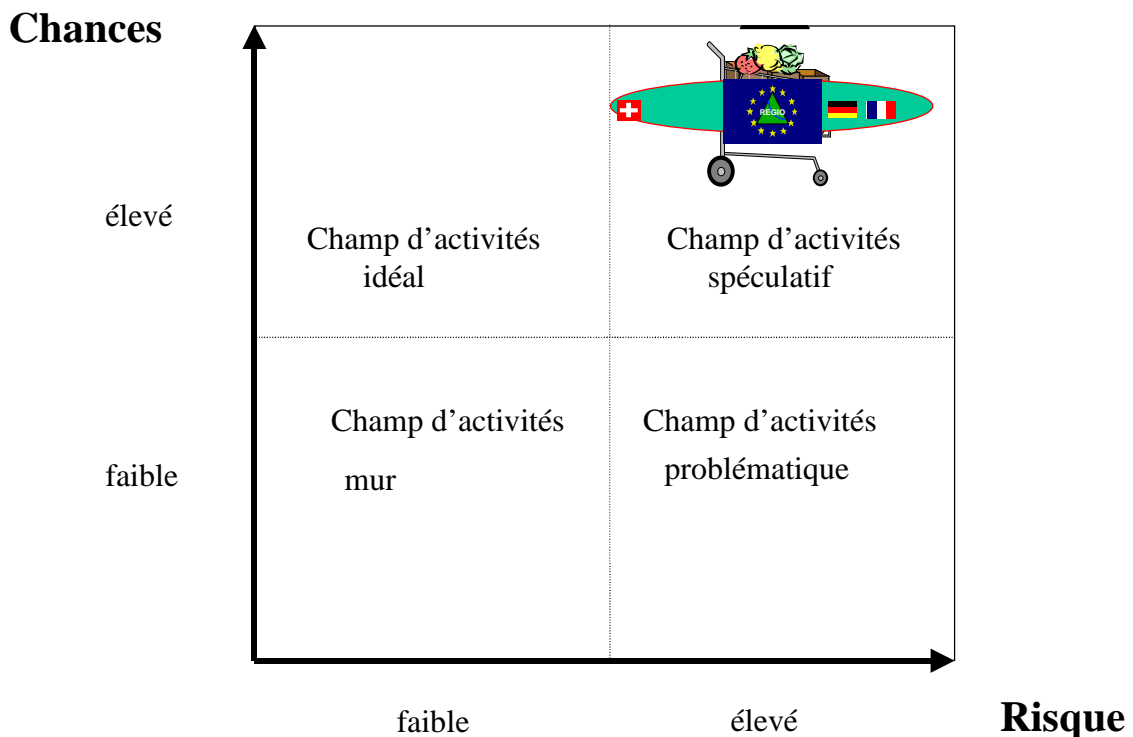 Chances
REGIO
élevé
Champ d’activités
idéal
Champ d’activités
spéculatif
faible
Champ d’activités
mur
Champ d’activités
problématique
faible
élevé
Risque